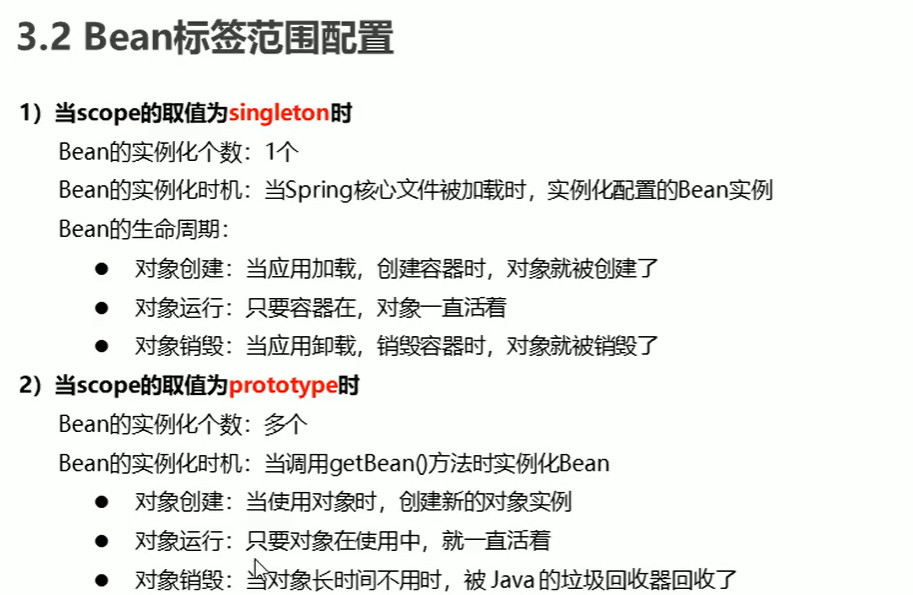 3.2 Bean标签范围配置
1）当scope的取值为singleton时
Bean的实例化个数：1个
Bean的实例化时机：当Spring核心文件被加载时，实例化配置的Bean实例
Bean的生命周期：
● 对象创建：当应用加载，创建容器时，对象就被创建了
● 对象运行：只要容器在，对象一直活着
● 对象销毁：当应用卸载，销毁容器时，对象就被销毁了
2）当scope的取值为prototype时
Bean的实例化个数：多个
Bean的实例化时机：当调用getBean()方法时实例化Bean
● 对象创建：当使用对象时，创建新的对象实例
● 对象运行：只要对象在使用中，就一直活着
● 对象销毁：当对象长时间不用时，被 Java 的垃圾回收器回收了